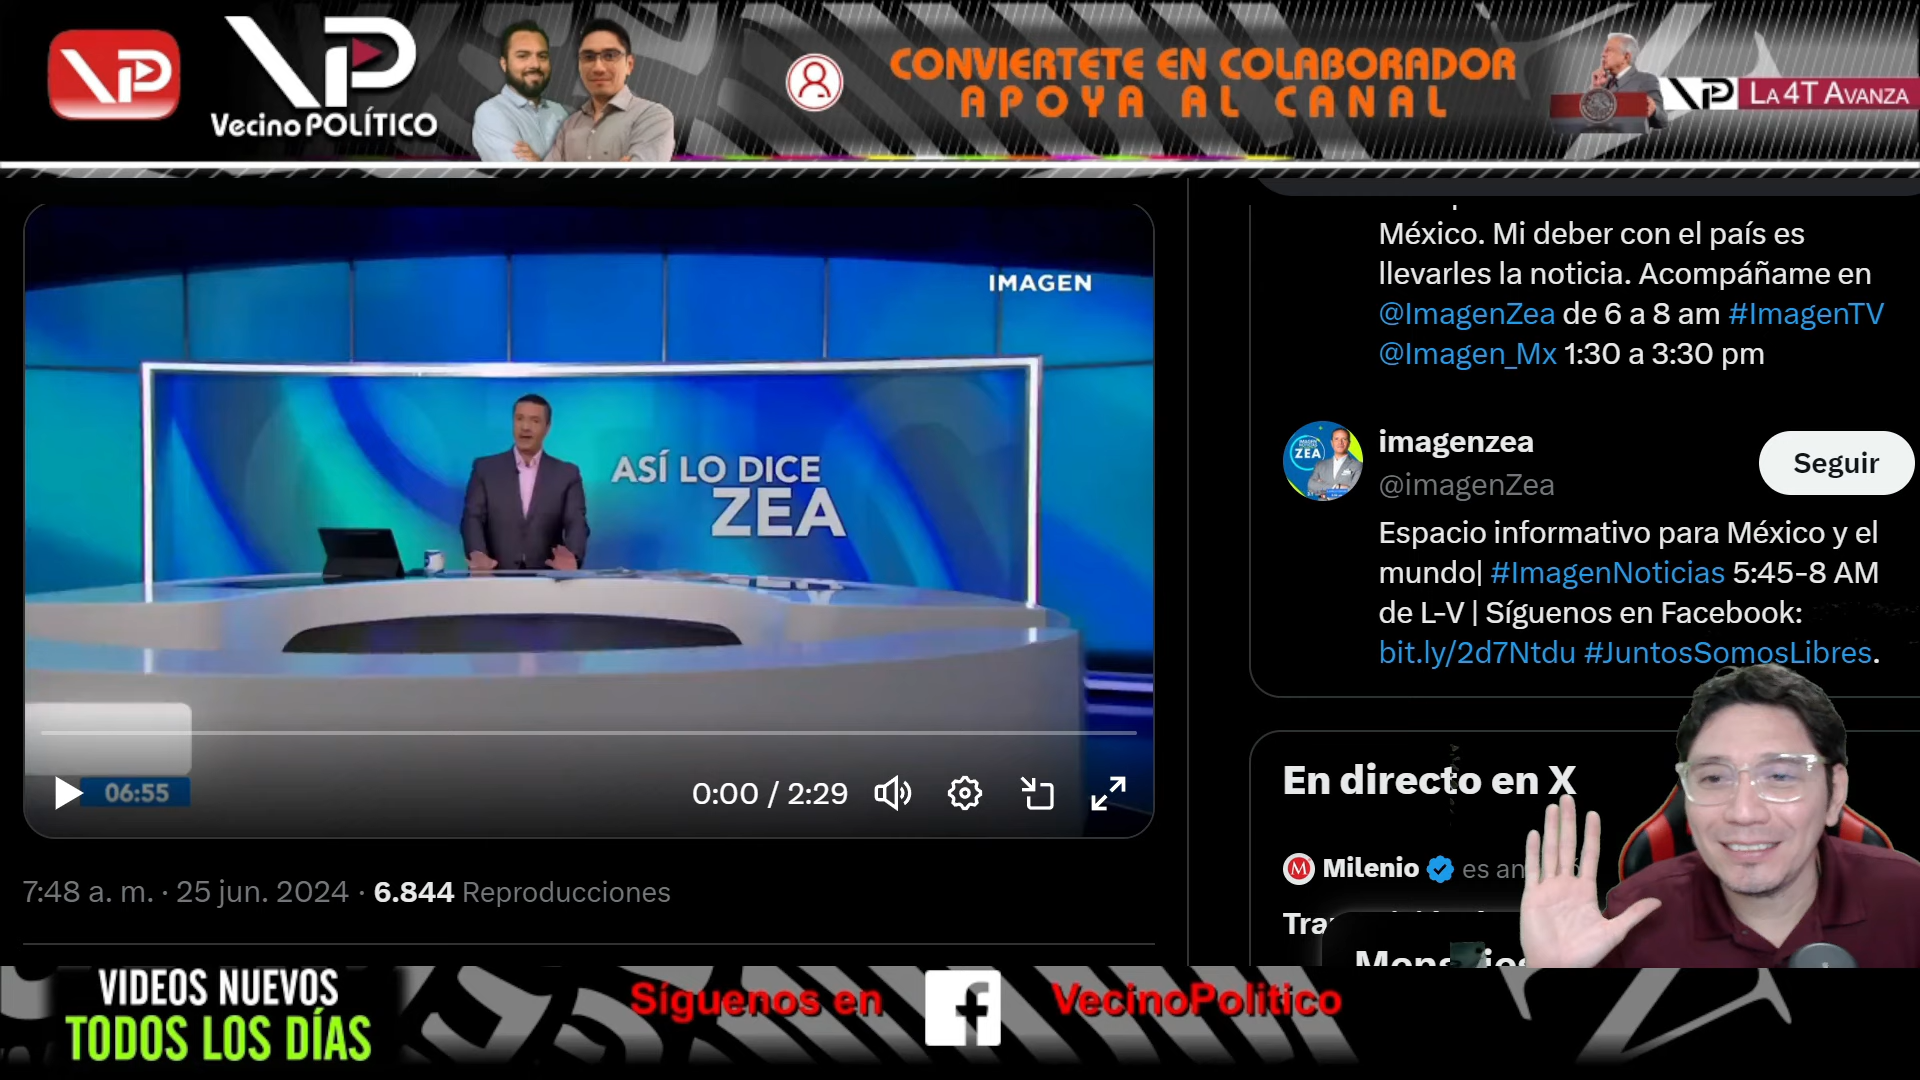 VP
VP
Vecino POLÍTICO
CONVIERTETE EN COLABORADOR
APOYA AL CANAL
VP LA 4T AVANZA
IMAGEN
ASÍ LO DICE
ZEA
06:55
0:00 / 2:29
7:48 a. m. · 25 jun. 2024 · 6.844 Reproducciones
México. Mi deber con el país es
llevarles la noticia. Acompáñame en
@ImagenZea de 6 a 8 am #ImagenTV
@Imagen_Mx 1:30 a 3:30 pm
ZEA
imagenzea
@imagenZea
Seguir
Espacio informativo para México y el
mundo| #ImagenNoticias 5:45-8 AM
de L-V | Síguenos en Facebook:
bit.ly/2d7Ntdu #JuntosSomosLibres.
En directo en X
M Milenio es
VIDEOS NUEVOS
TODOS LOS DÍAS
Síguenos en f VecinoPolitico